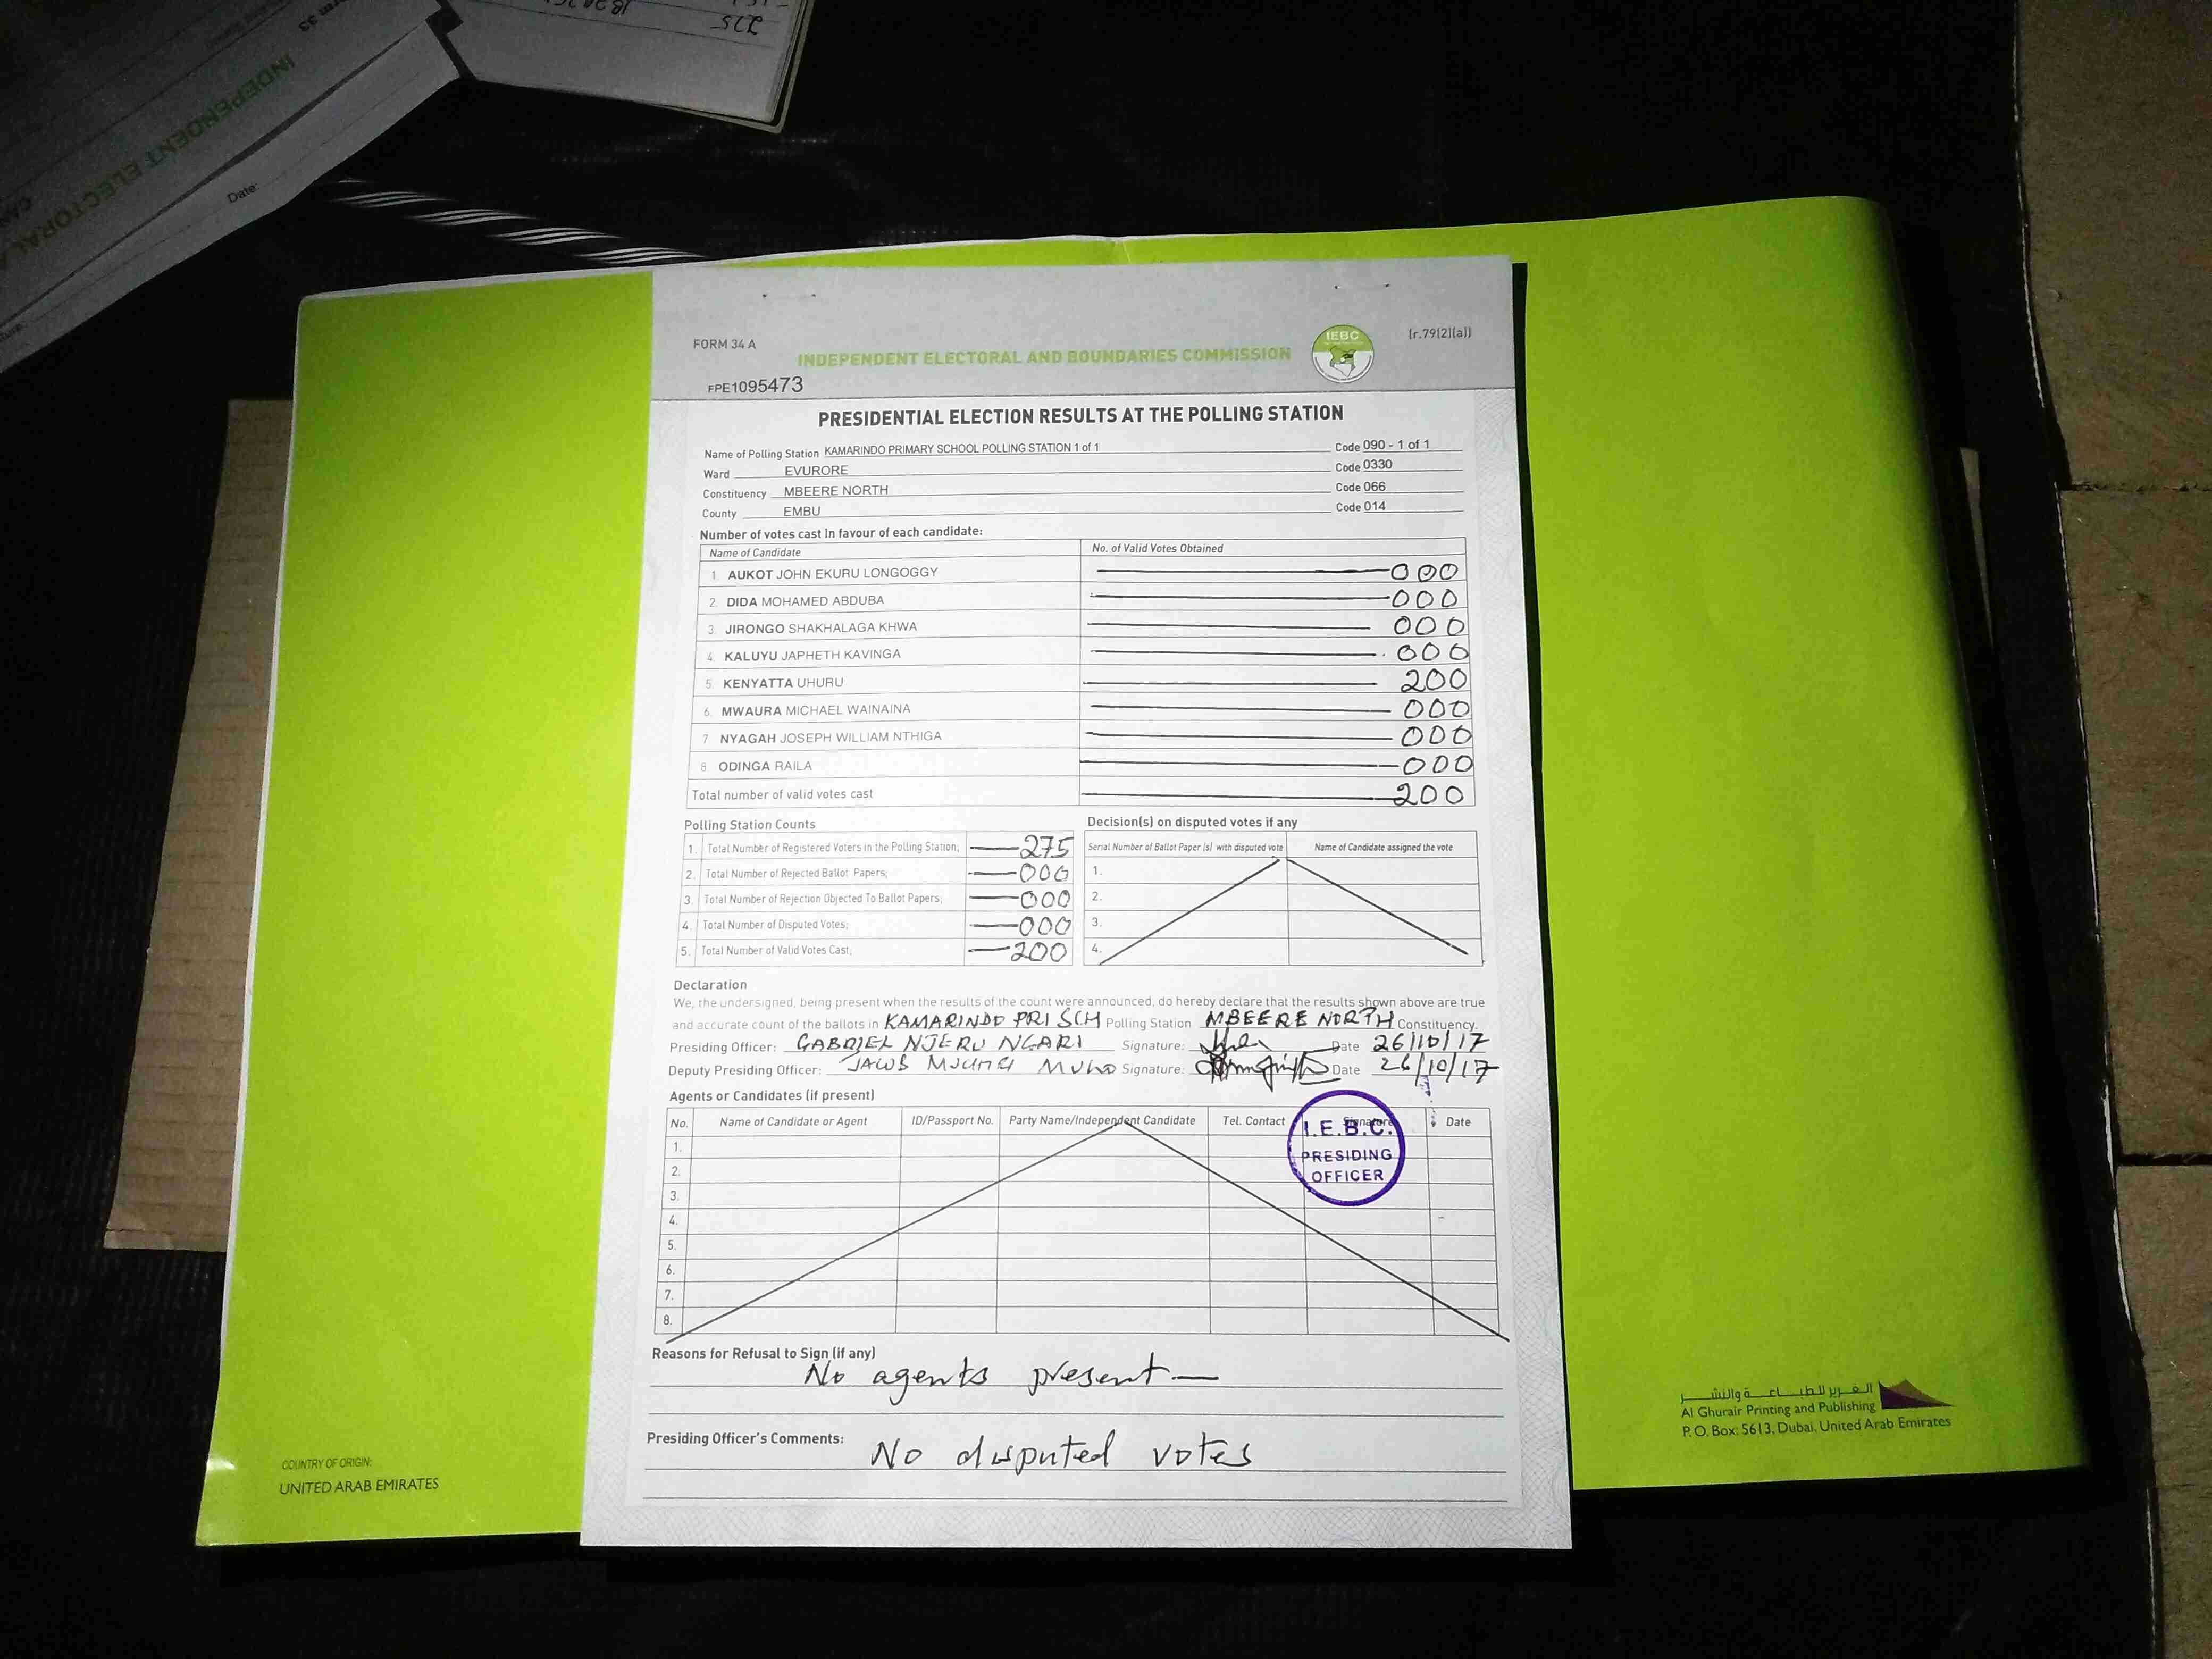 275
INDEPENDENT ELECTORAL
Date:
FORM 34 A
INDEPENDENT ELECTORAL AND BOUNDARIES COMMISSION
IEBC
(r.79(2)(a))
FPE1095473
PRESIDENTIAL ELECTION RESULTS AT THE POLLING STATION
Name of Polling Station KAMARINDO PRIMARY SCHOOL POLLING STATION 1 of 1 Code 090 - 1 of 1
Ward EVURORE Code 0330
Constituency MBEERE NORTH Code 066
County EMBU Code 014
Number of votes cast in favour of each candidate:
Name of Candidate No. of Valid Votes Obtained
1. AUKOT JOHN EKURU LONGOGGY 000
2. DIDA MOHAMED ABDUBA 000
3. JIRONGO SHAKHALAGA KHWA 000
4. KALUYU JAPHETH KAVINGA 000
5. KENYATTA UHURU 200
6. MWAURA MICHAEL WAINAINA 000
7 NYAGAH JOSEPH WILLIAM NTHIGA 000
8. ODINGA RAILA 000
Total number of valid votes cast 200
Polling Station Counts
1. Total Number of Registered Voters in the Polling Station; 275
2. Total Number of Rejected Ballot Papers; 000
3. Total Number of Rejection Objected To Ballot Papers; 000
4. Total Number of Disputed Votes; 000
5. Total Number of Valid Votes Cast; 200
Decision(s) on disputed votes if any
Serial Number of Ballot Paper (s) with disputed vote Name of Candidate assigned the vote
1.
2.
3.
4.
Declaration
We, the undersigned, being present when the results of the count were announced, do hereby declare that the results shown above are true
and accurate count of the ballots in KAMARINDO PRI SCH Polling Station MBEERE NORTH Constituency.
Presiding Officer: GABRIEL NJERU NGARI Signature: Date 26/10/17
Deputy Presiding Officer: Signature: Date 26/10/17
Agents or Candidates (if present)
No. Name of Candidate or Agent ID/Passport No. Party Name/Independent Candidate Tel. Contact Signature Date
1.
2.
3.
4.
5.
6.
7.
8.
I.E.B.C.
PRESIDING
OFFICER
Reasons for Refusal to Sign (if any)
No agents present
Presiding Officer's Comments:
No disputed votes
COUNTRY OF ORIGIN:
UNITED ARAB EMIRATES
الغرير للطباعة والنشر
Al Ghurair Printing and Publishing
P. O. Box: 5613, Dubai, United Arab Emirates